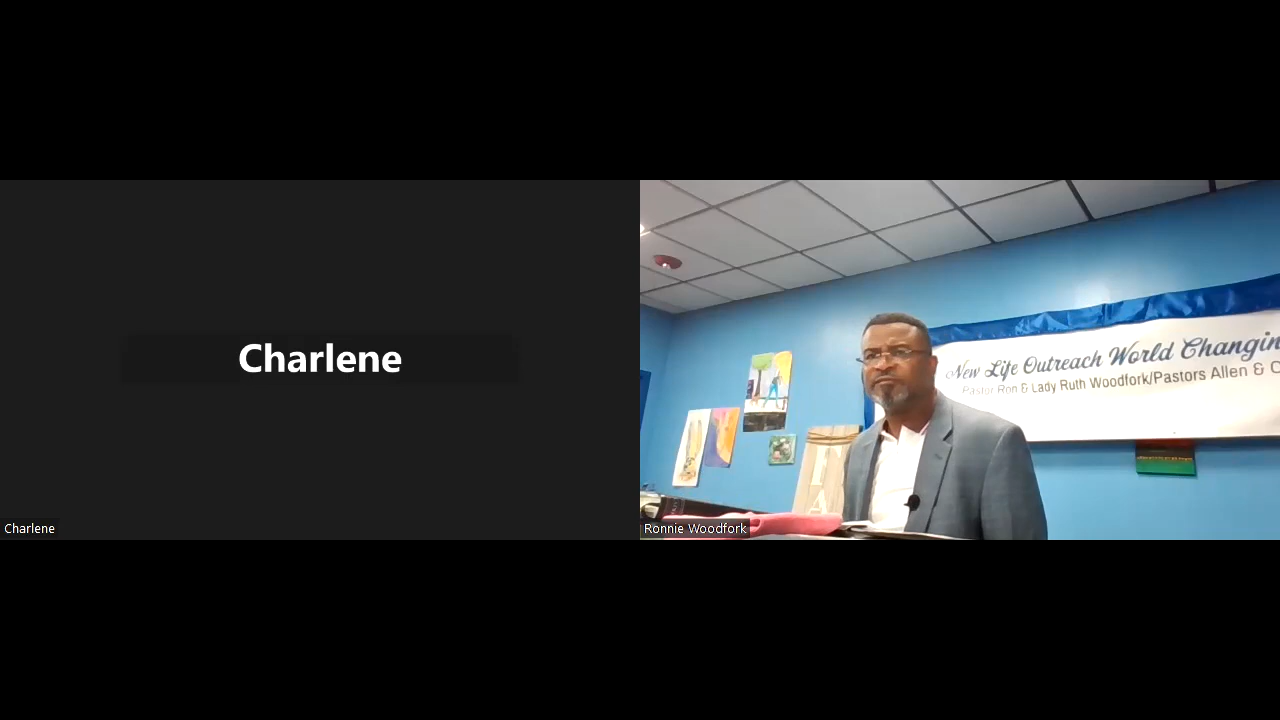 Charlene
Charlene
New Life Outreach World Changin
Pastor Ron & Lady Ruth Woodfork/Pastors Allen & C
Ronnie Woodfork